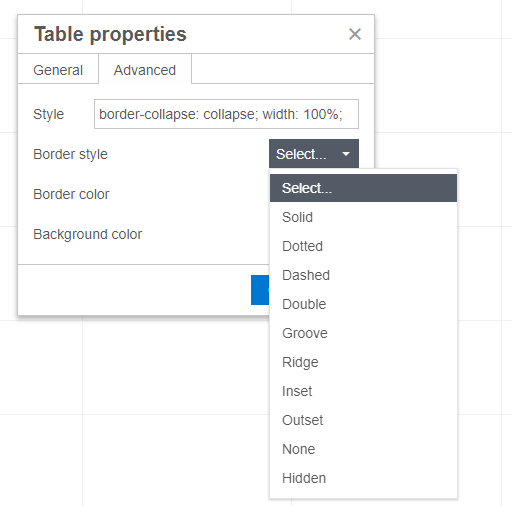 Table properties
General
Advanced
Style
border-collapse: collapse; width: 100%;
Border style
Select...
Border color
Background color
Select...
Solid
Dotted
Dashed
Double
Groove
Ridge
Inset
Outset
None
Hidden